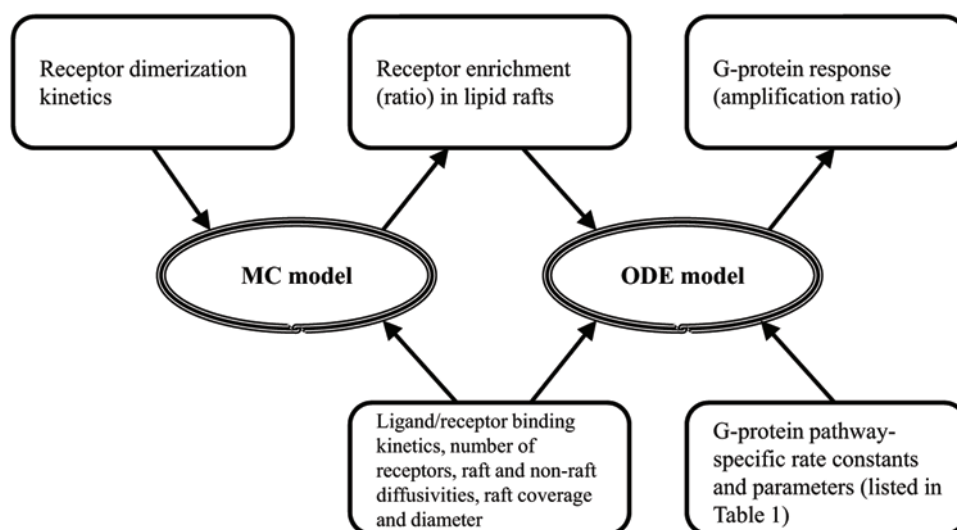 Receptor dimerization
kinetics
Receptor enrichment
(ratio) in lipid rafts
G-protein response
(amplification ratio)
MC model
ODE model
Ligand/receptor binding
kinetics, number of
receptors, raft and non-raft
diffusivities, raft coverage
and diameter
G-protein pathway-
specific rate constants
and parameters (listed in
Table 1)